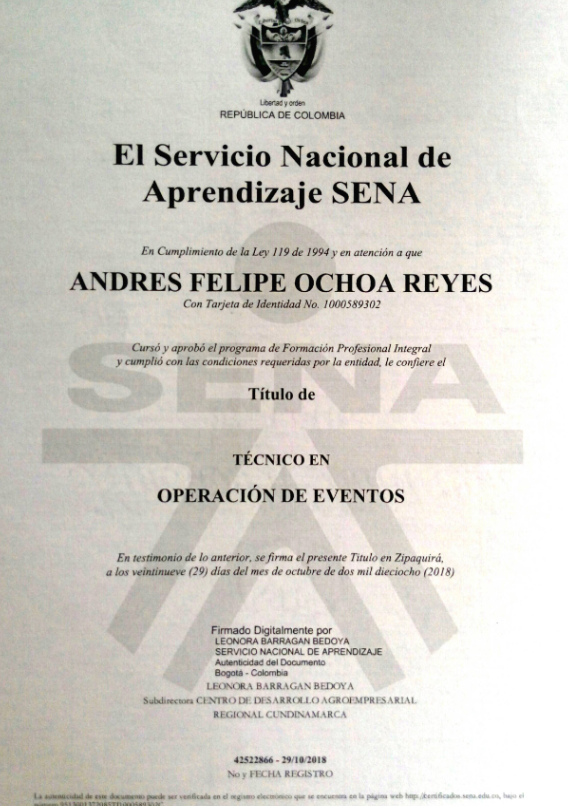 Libertad y orden
REPÚBLICA DE COLOMBIA
El Servicio Nacional de
Aprendizaje SENA
En Cumplimiento de la Ley 119 de 1994 y en atención a que
ANDRES FELIPE OCHOA REYES
Con Tarjeta de Identidad No. 1000589302
Cursó y aprobó el programa de Formación Profesional Integral
y cumplió con las condiciones requeridas por la entidad, le confiere el
SENA
Título de
TÉCNICO EN
OPERACIÓN DE EVENTOS
En testimonio de lo anterior, se firma el presente Título en Zipaquirá,
a los veintinueve (29) días del mes de octubre de dos mil dieciocho (2018)
Firmado Digitalmente por
LEONORA BARRAGAN BEDOYA
SERVICIO NACIONAL DE APRENDIZAJE
Autenticidad del Documento
Bogotá - Colombia
LEONORA BARRAGAN BEDOYA
Subdirectora CENTRO DE DESARROLLO AGROEMPRESARIAL
REGIONAL CUNDINAMARCA
42522866 - 29/10/2018
No y FECHA REGISTRO
La autenticidad de este documento puede ser verificada en el registro electrónico que se encuentra en la página web http://certificados.sena.edu.co, bajo el
número